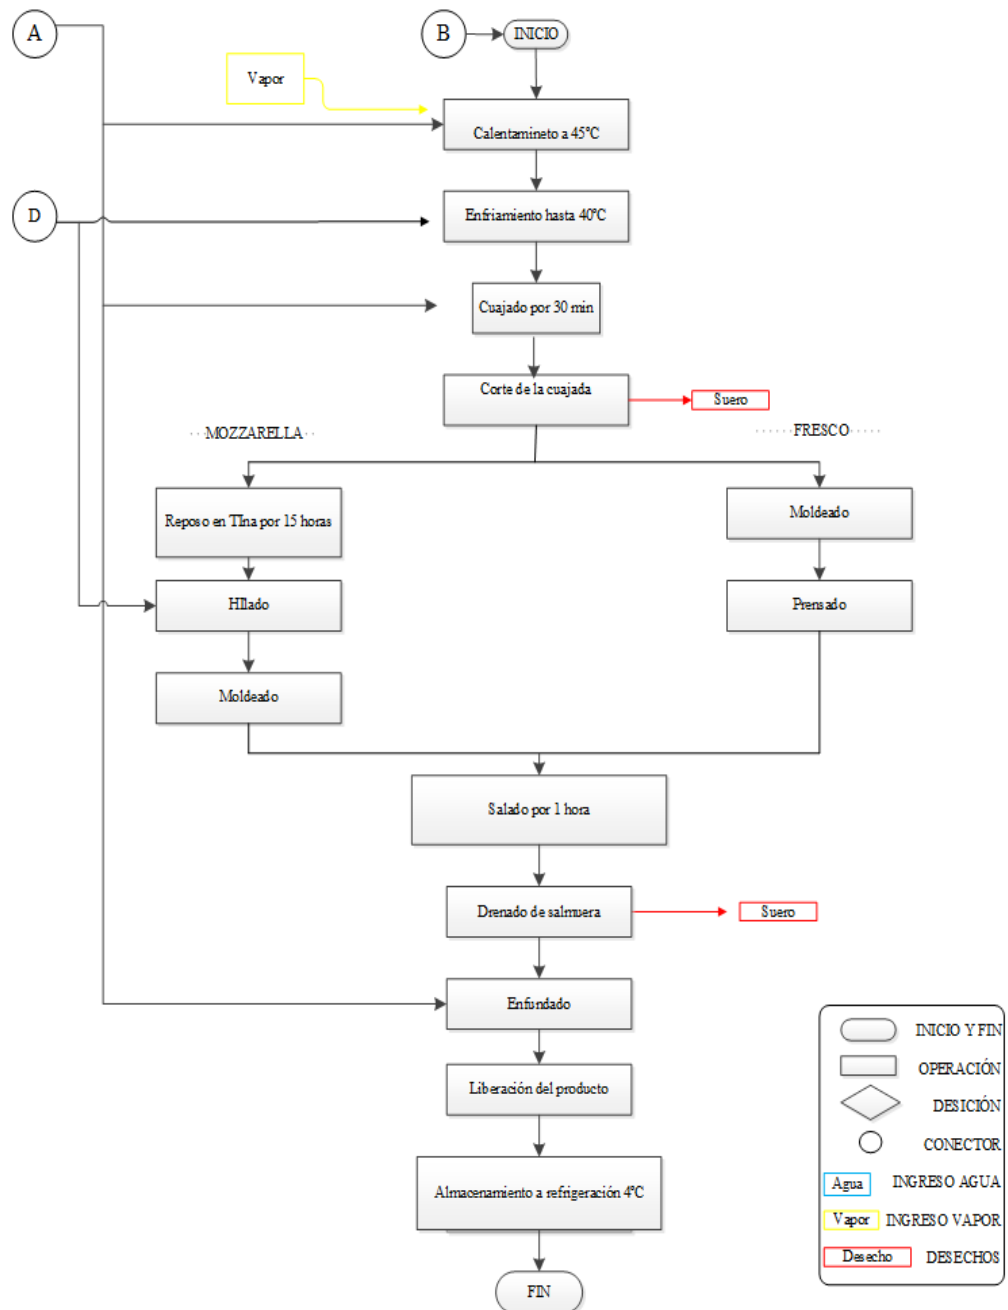 A
B
INICIO
Vapor
Calentamineto a 45°C
D
Enfriamiento hasta 40°C
Cuajado por 30 min
Corte de la cuajada
Suero
MOZZARELLA
FRESCO
Reposo en TIna por 15 horas
Moldeado
HIlado
Prensado
Moldeado
Salado por 1 hora
Drenado de salmuera
Suero
Enfundado
Liberación del producto
Almacenamiento a refrigeración 4°C
FIN
INICIO Y FIN
OPERACIÓN
DESICIÓN
CONECTOR
Agua INGRESO AGUA
Vapor INGRESO VAPOR
Desecho DESECHOS